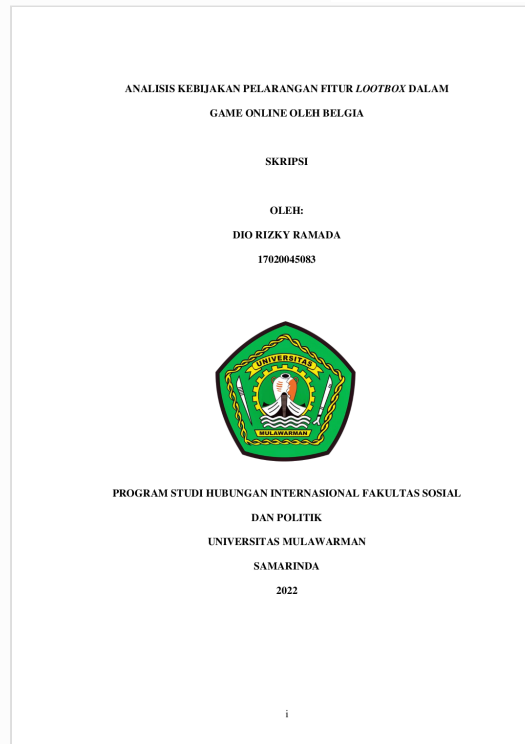 ANALISIS KEBIJAKAN PELARANGAN FITUR LOOTBOX DALAM
GAME ONLINE OLEH BELGIA
SKRIPSI
OLEH:
DIO RIZKY RAMADA
17020045083
UNIVERSITAS
MULAWARMAN
PROGRAM STUDI HUBUNGAN INTERNASIONAL FAKULTAS SOSIAL
DAN POLITIK
UNIVERSITAS MULAWARMAN
SAMARINDA
2022
i